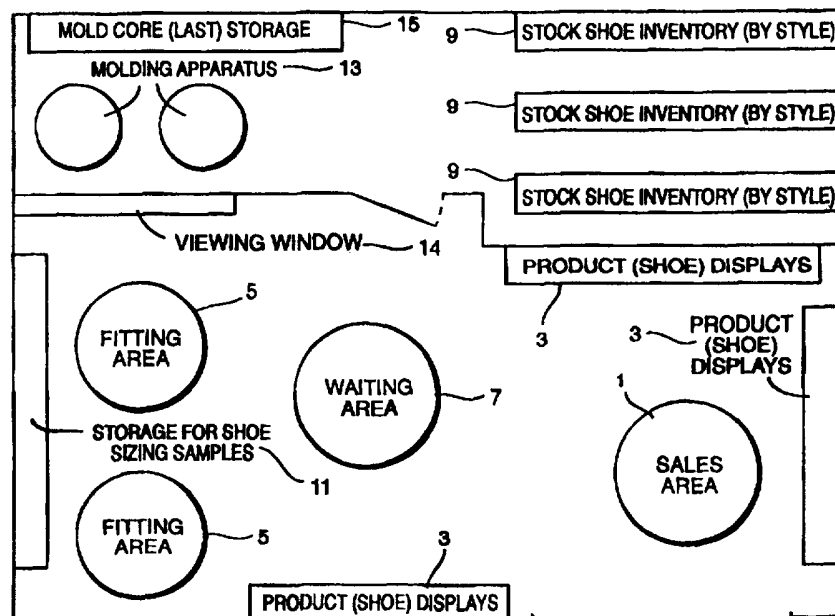 MOLD CORE (LAST) STORAGE
15
9
STOCK SHOE INVENTORY (BY STYLE)
MOLDING APPARATUS
13
9
STOCK SHOE INVENTORY (BY STYLE)
9
STOCK SHOE INVENTORY (BY STYLE)
VIEWING WINDOW
14
PRODUCT (SHOE) DISPLAYS
3
5
FITTING
AREA
3
PRODUCT
(SHOE)
DISPLAYS
WAITING
AREA
7
1
STORAGE FOR SHOE
SIZING SAMPLES
11
SALES
AREA
FITTING
AREA
5
3
PRODUCT (SHOE) DISPLAYS